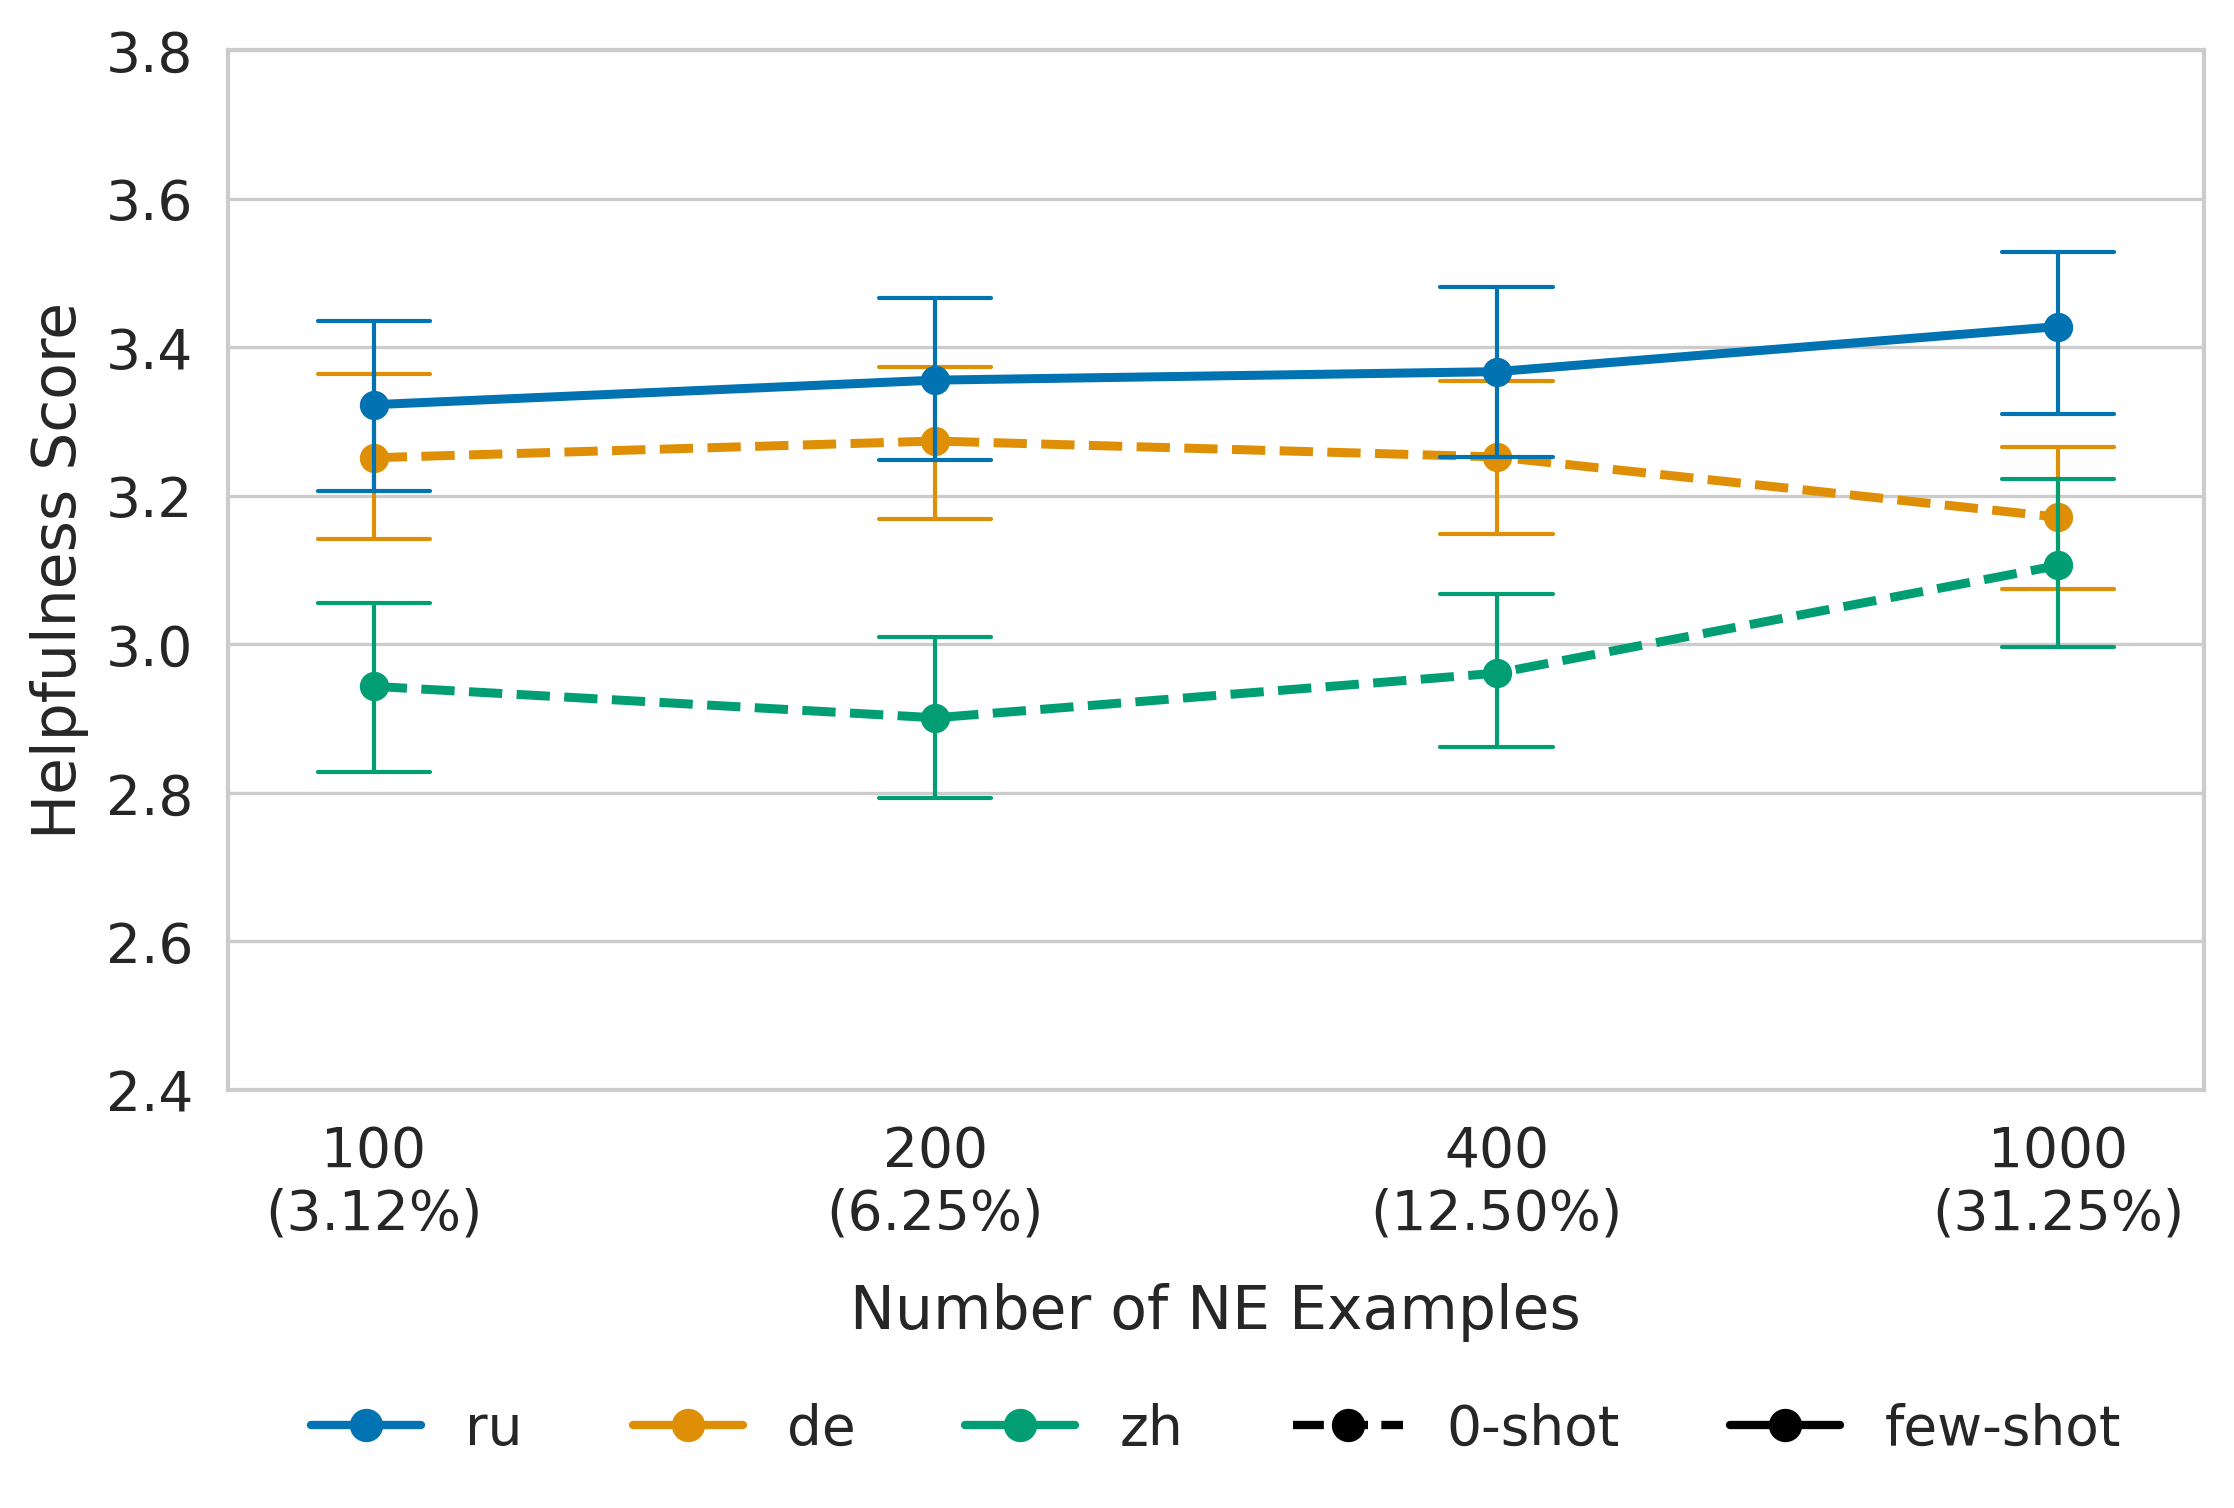 3.8
3.6
3.4
3.2
3.0
2.8
2.6
2.4
Helpfulness Score
100 200 400 1000
(3.12%) (6.25%) (12.50%) (31.25%)
Number of NE Examples
ru de zh 0-shot few-shot